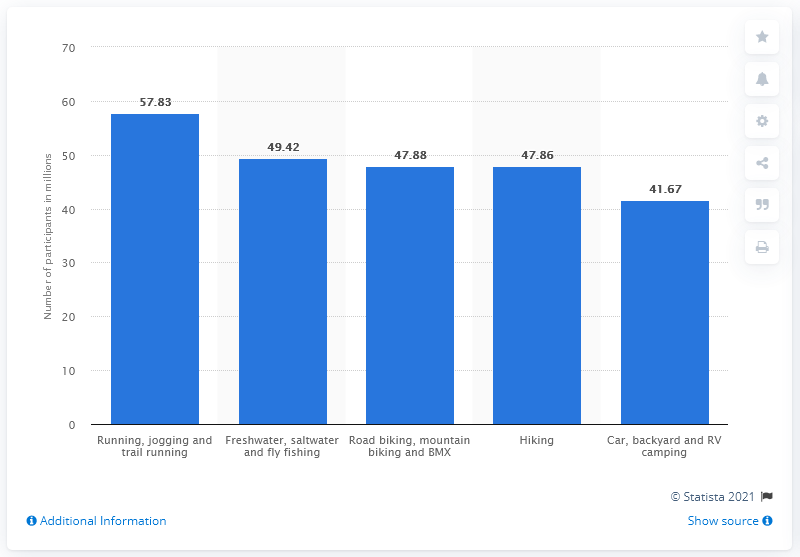 70
60
50
40
30
20
10
0
Number of participants in millions
57.83
49.42
47.88
47.86
41.67
Running, jogging and
trail running
Freshwater, saltwater
and fly fishing
Road biking, mountain
biking and BMX
Hiking
Car, backyard and RV
camping
© Statista 2021
Additional Information
Show source